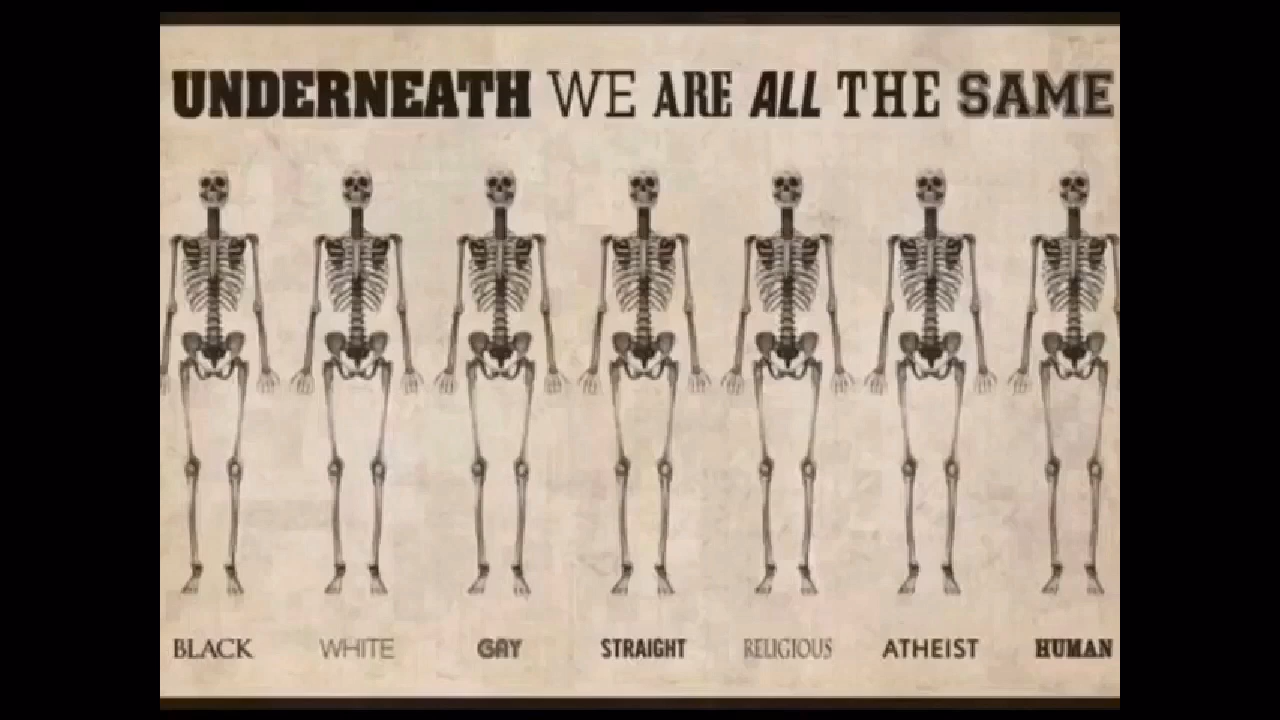 UNDERNEATH WE ARE ALL THE SAME
BLACK WHITE GAY STRAIGHT RELIGIOUS ATHEIST HUMAN